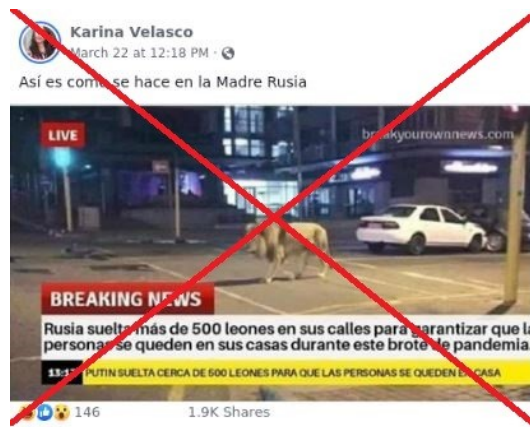 Karina Velasco
March 22 at 12:18 PM ·
Así es como se hace en la Madre Rusia
LIVE
breakyourownnews.com
BREAKING NEWS
Rusia suelta más de 500 leones en sus calles para garantizar que la
personas se queden en sus casas durante este brote de pandemia.
13:17 PUTIN SUELTA CERCA DE 500 LEONES PARA QUE LAS PERSONAS SE QUEDEN EN CASA
146
1.9K Shares